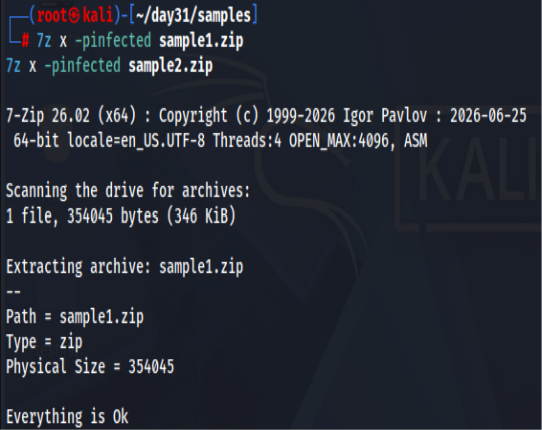 ┌──(root㉿kali)-[~/day31/samples]
└─# 7z x -pinfected sample1.zip
7z x -pinfected sample2.zip
7-Zip 26.02 (x64) : Copyright (c) 1999-2026 Igor Pavlov : 2026-06-25
64-bit locale=en_US.UTF-8 Threads:4 OPEN_MAX:4096, ASM
Scanning the drive for archives:
1 file, 354045 bytes (346 KiB)
Extracting archive: sample1.zip
--
Path = sample1.zip
Type = zip
Physical Size = 354045
Everything is Ok
KALI